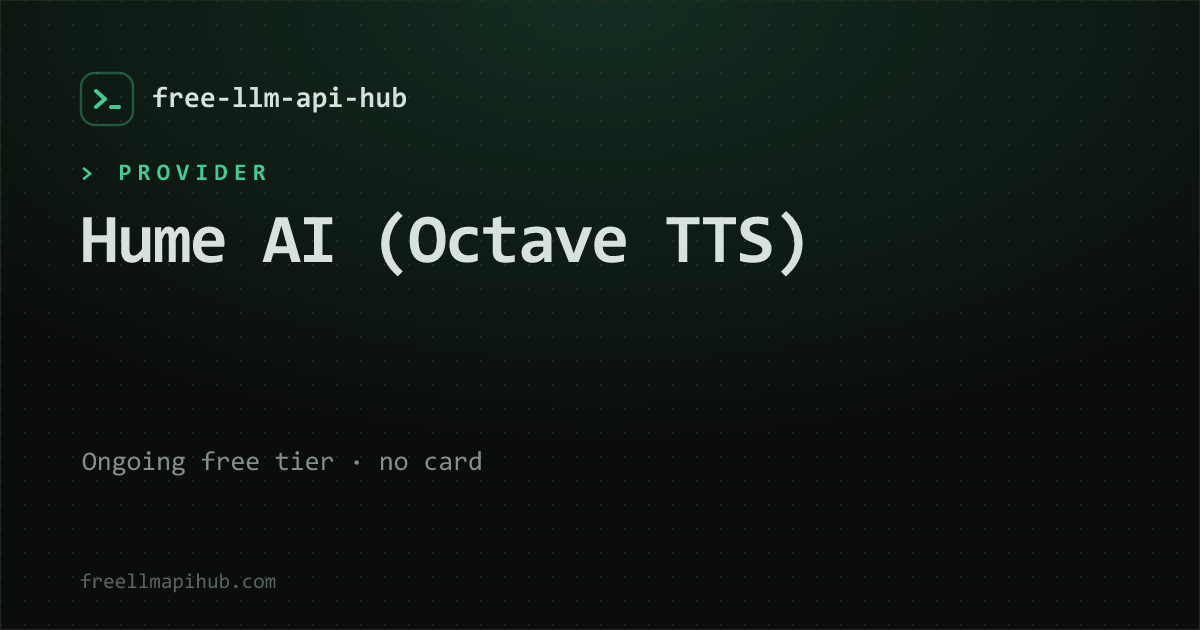 free-llm-api-hub
> PROVIDER
Hume AI (Octave TTS)
Ongoing free tier · no card
freellmapihub.com